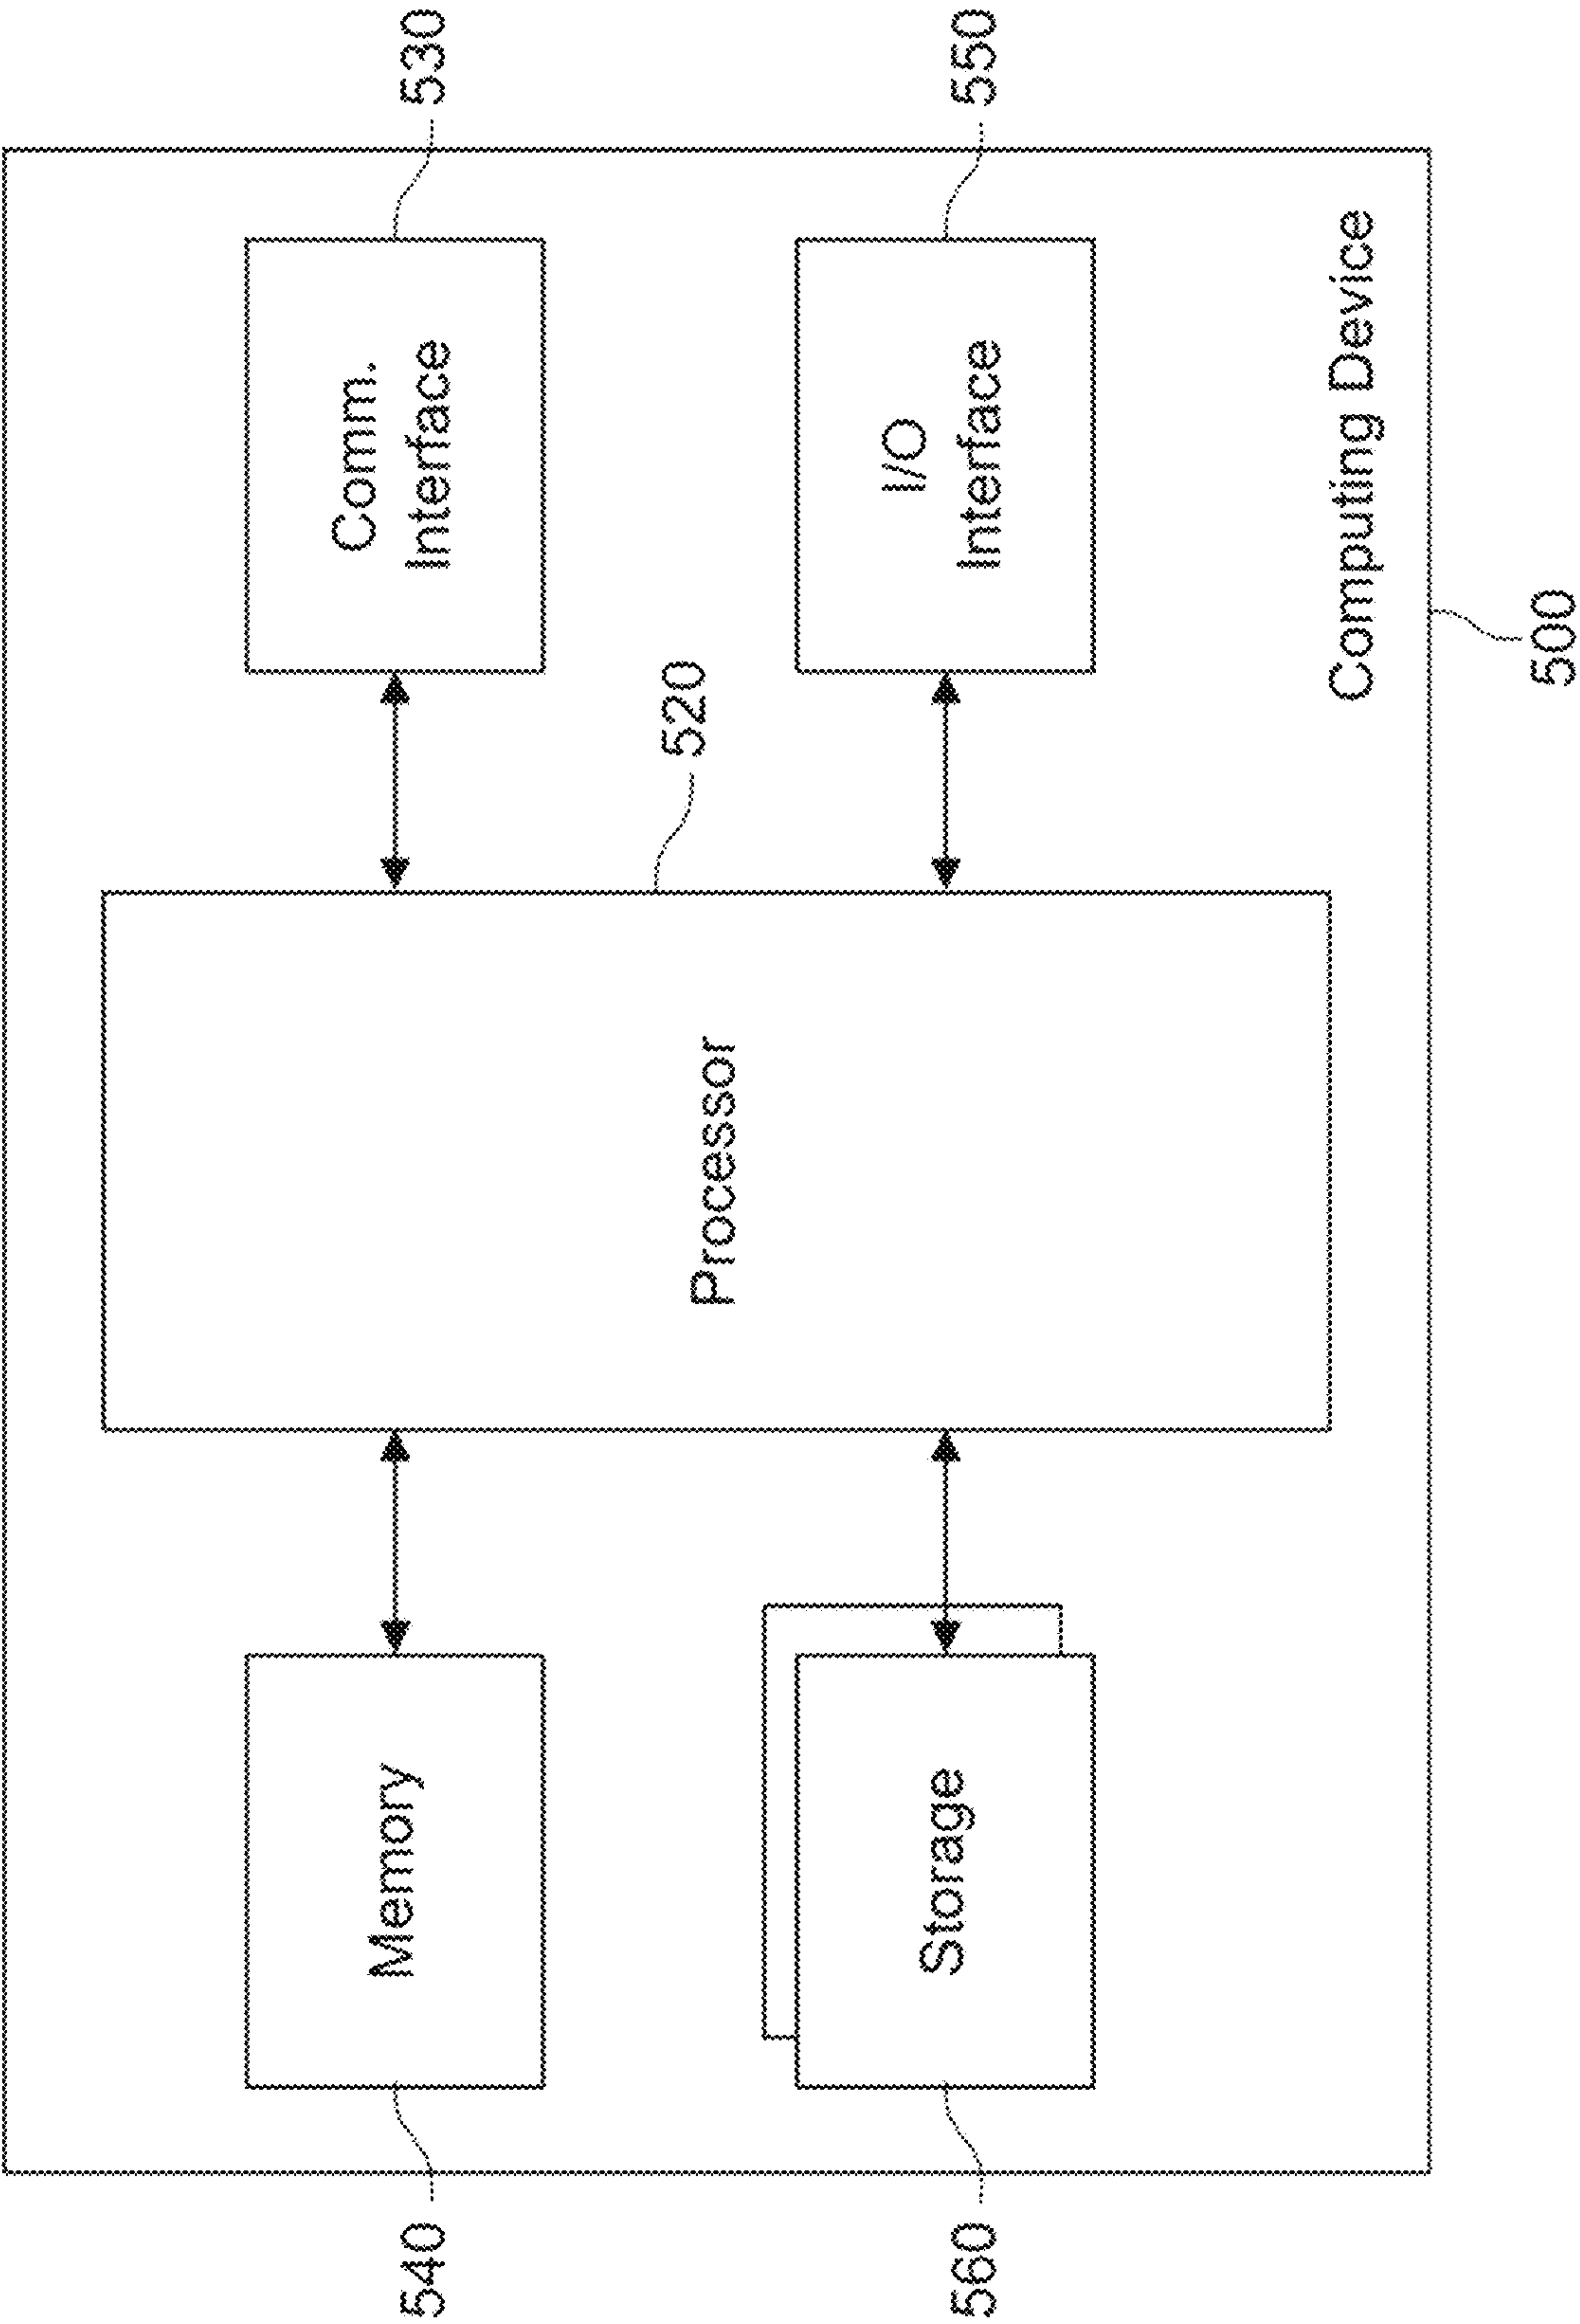 540
Memory
Comm.
Interface
530
520
Processor
560
Storage
I/O
Interface
550
Computing Device
500